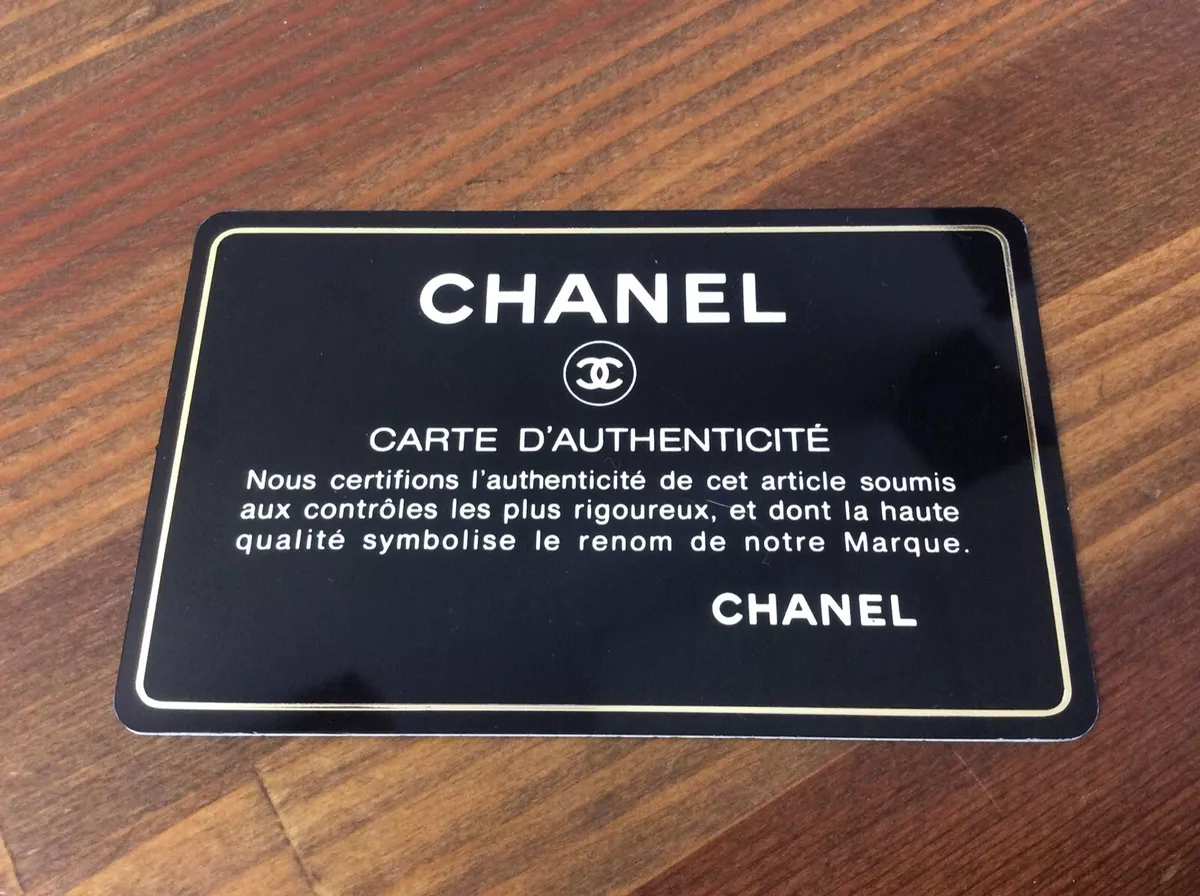 CHANEL
CARTE D'AUTHENTICITÉ
Nous certifions l'authenticité de cet article soumis
aux contrôles les plus rigoureux, et dont la haute
qualité symbolise le renom de notre Marque.
CHANEL